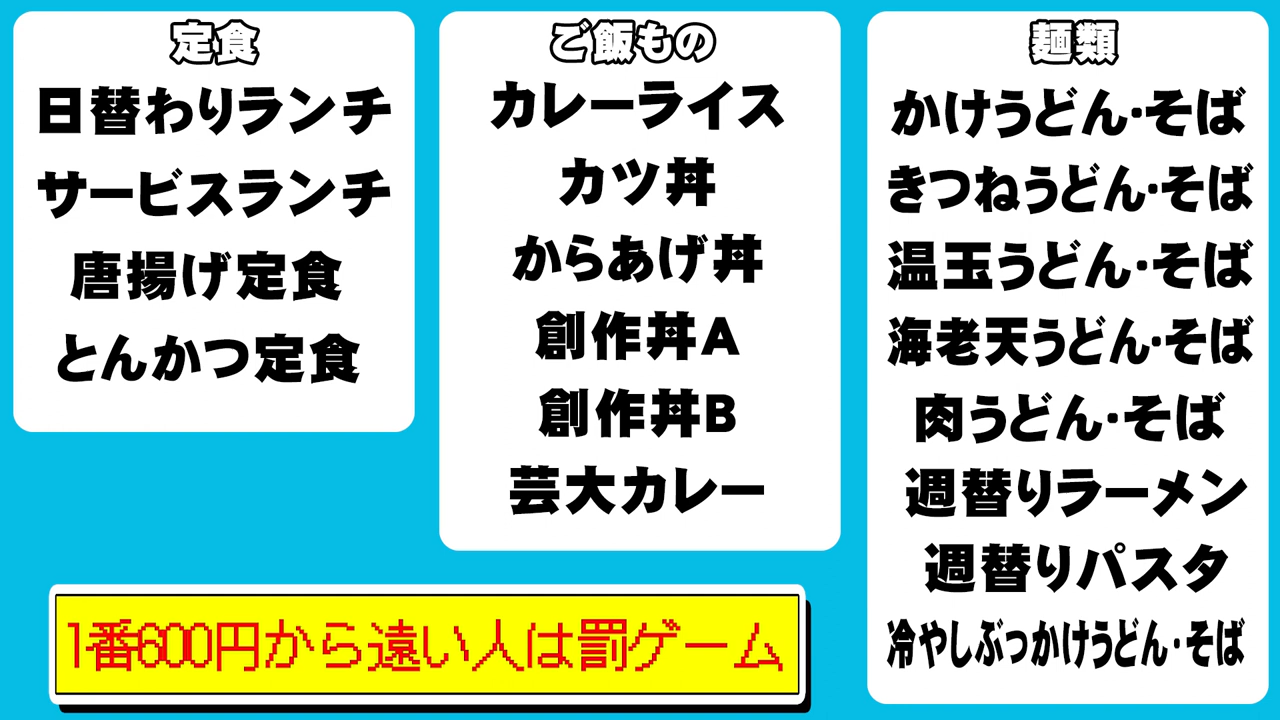 定食
日替わりランチ
サービスランチ
唐揚げ定食
とんかつ定食
ご飯もの
カレーライス
カツ丼
からあげ丼
創作丼A
創作丼B
芸大カレー
麺類
かけうどん・そば
きつねうどん・そば
温玉うどん・そば
海老天うどん・そば
肉うどん・そば
週替りラーメン
週替りパスタ
冷やしぶっかけうどん・そば
1番600円から遠い人は罰ゲーム